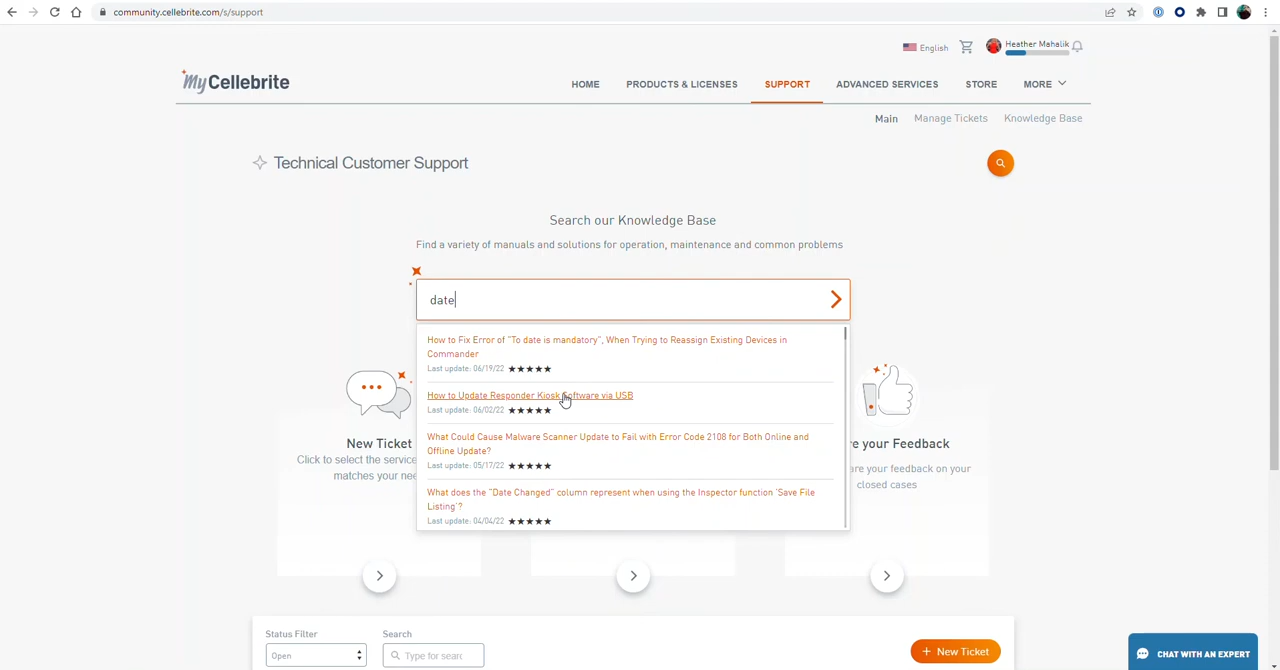 community.cellebrite.com/s/support
English
Heather Mahalik
MyCellebrite
HOME
PRODUCTS & LICENSES
SUPPORT
ADVANCED SERVICES
STORE
MORE
Main
Manage Tickets
Knowledge Base
Technical Customer Support
Search our Knowledge Base
Find a variety of manuals and solutions for operation, maintenance and common problems
date
How to Fix Error of "To date is mandatory", When Trying to Reassign Existing Devices in
Commander
Last update: 06/19/22 ★★★★★
How to Update Responder Kiosk Software via USB
Last update: 06/02/22 ★★★★★
What Could Cause Malware Scanner Update to Fail with Error Code 2108 for Both Online and
Offline Update?
Last update: 05/17/22 ★★★★★
What does the "Date Changed" column represent when using the Inspector function 'Save File
Listing'?
Last update: 04/04/22 ★★★★★
New Ticket
Click to select the service
matches your nee
re your Feedback
are your feedback on your
closed cases
Status Filter
Open
Search
Type for searc
+ New Ticket
CHAT WITH AN EXPERT